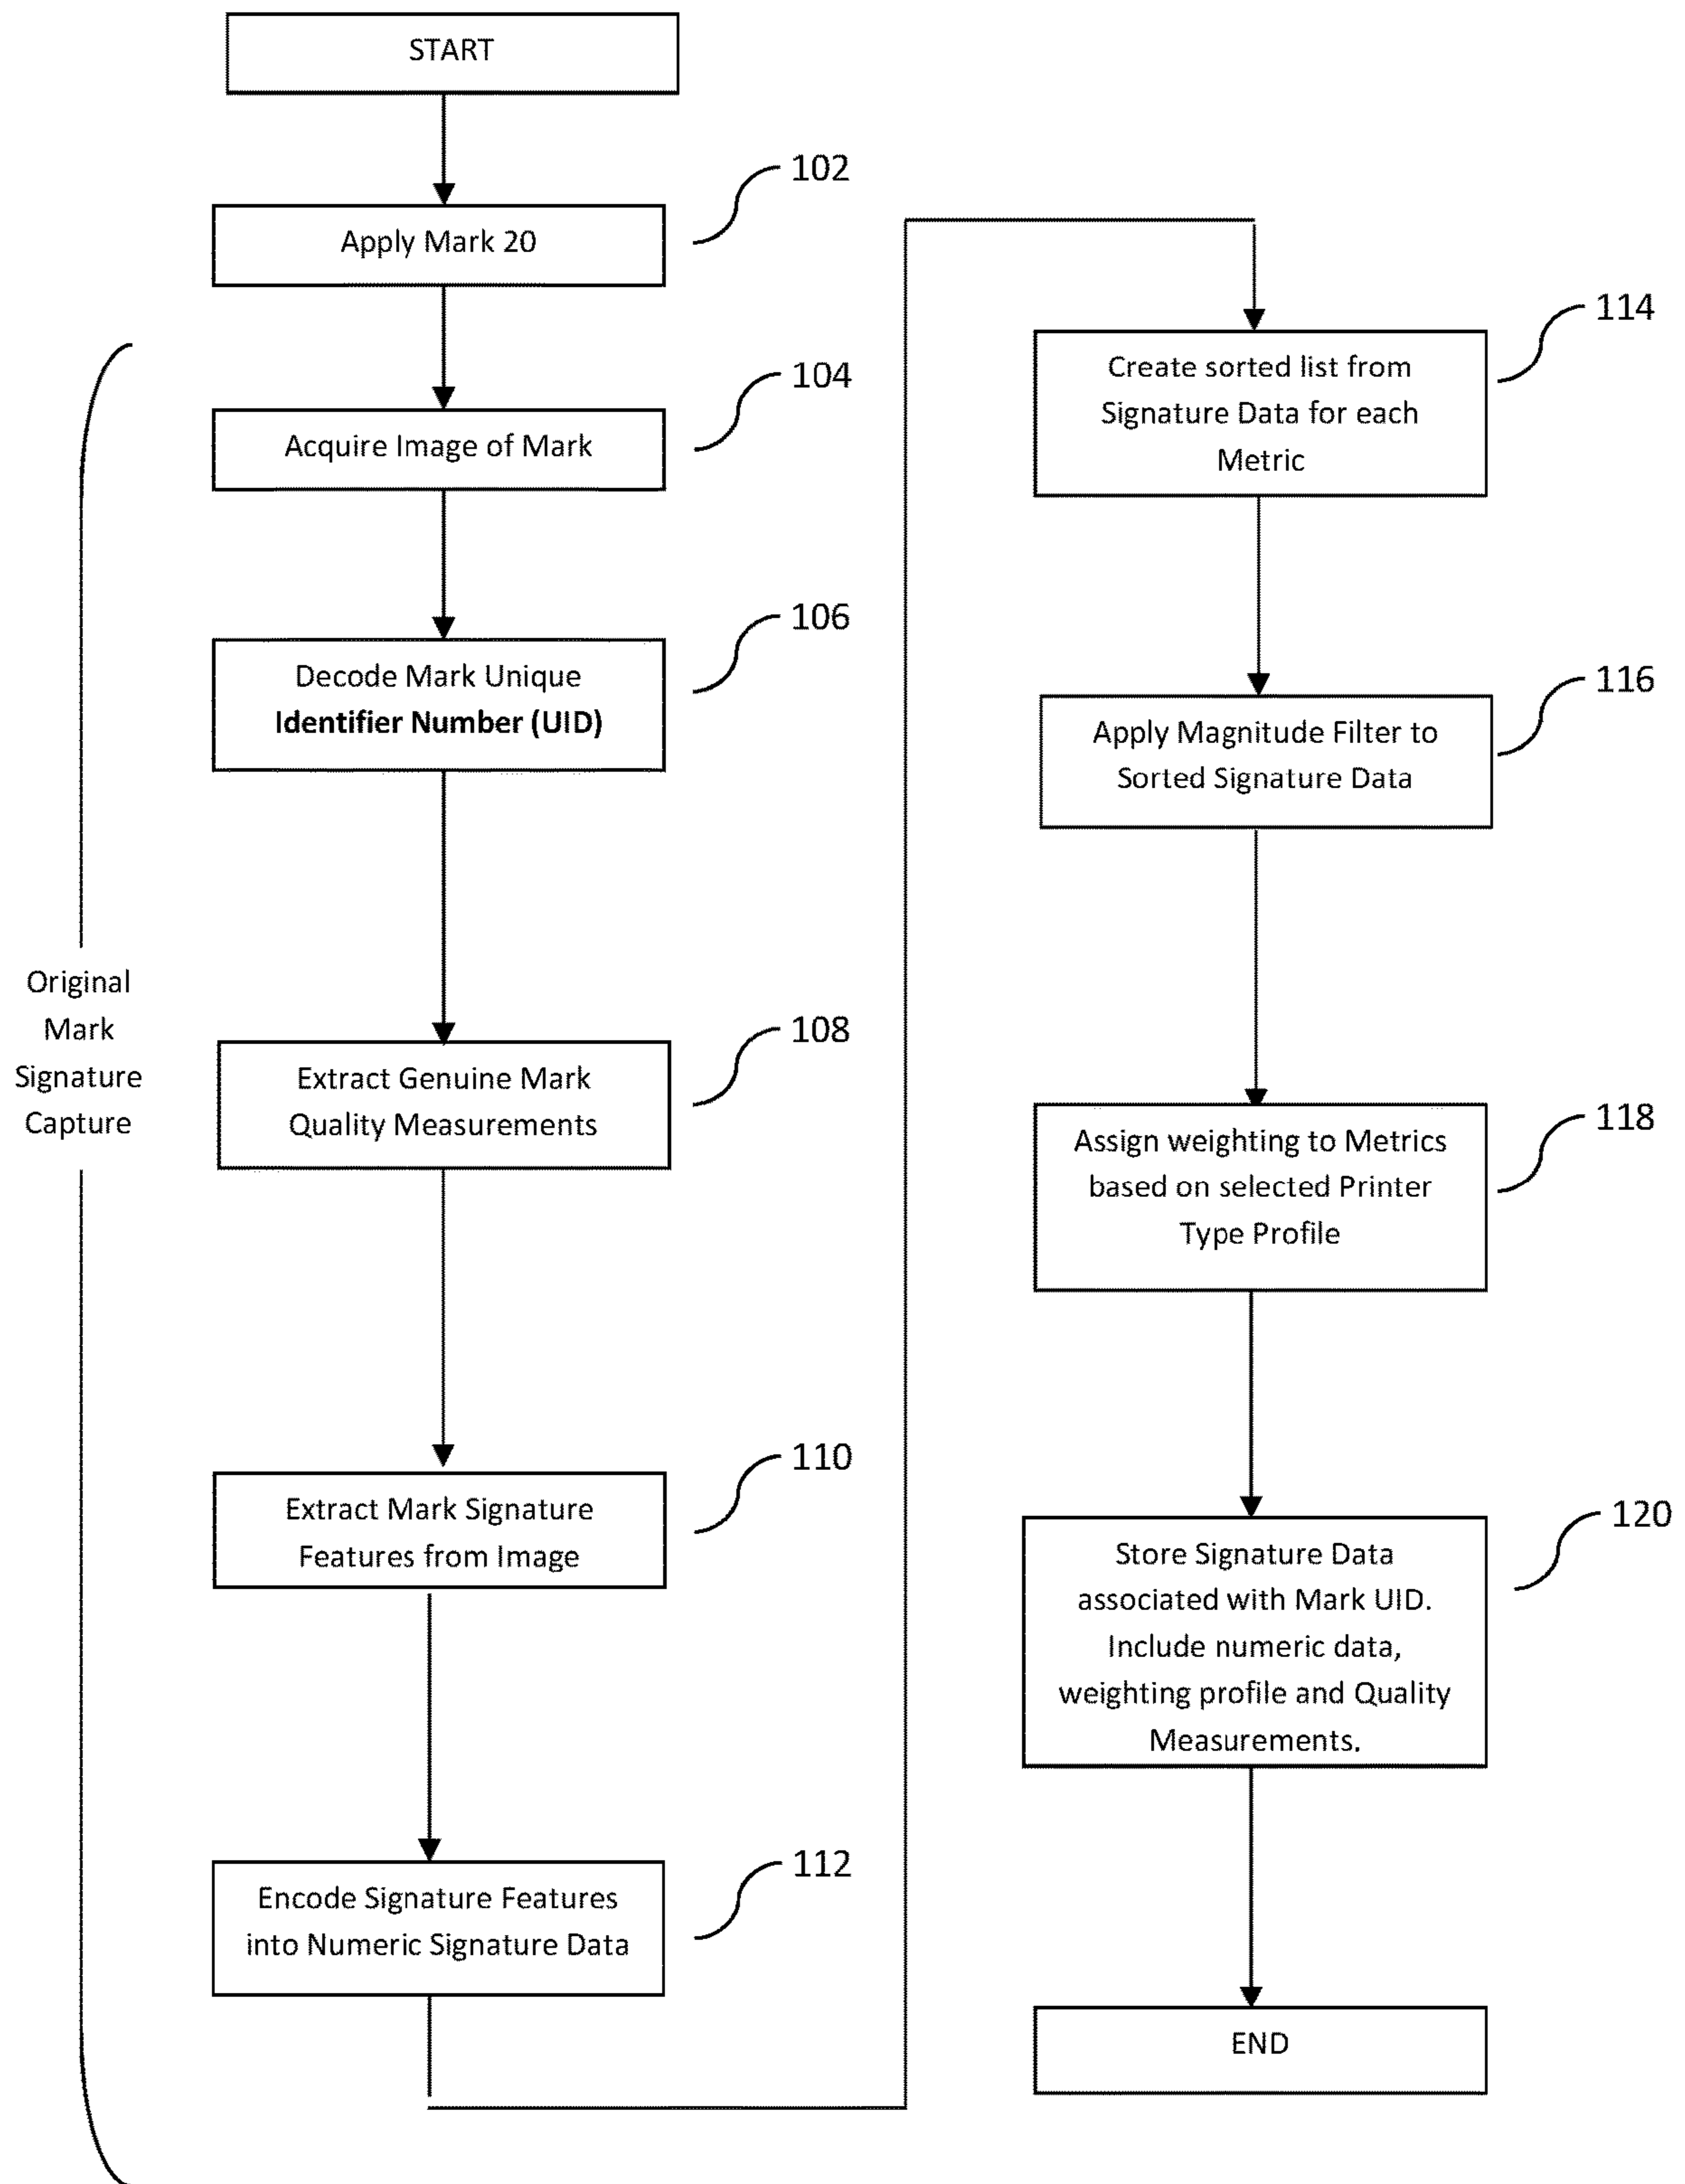 START
102
Apply Mark 20
104
Acquire Image of Mark
106
Decode Mark Unique
Identifier Number (UID)
Original
Mark
Signature
Capture
108
Extract Genuine Mark
Quality Measurements
110
Extract Mark Signature
Features from Image
112
Encode Signature Features
into Numeric Signature Data
114
Create sorted list from
Signature Data for each
Metric
116
Apply Magnitude Filter to
Sorted Signature Data
118
Assign weighting to Metrics
based on selected Printer
Type Profile
120
Store Signature Data
associated with Mark UID.
Include numeric data,
weighting profile and Quality
Measurements.
END